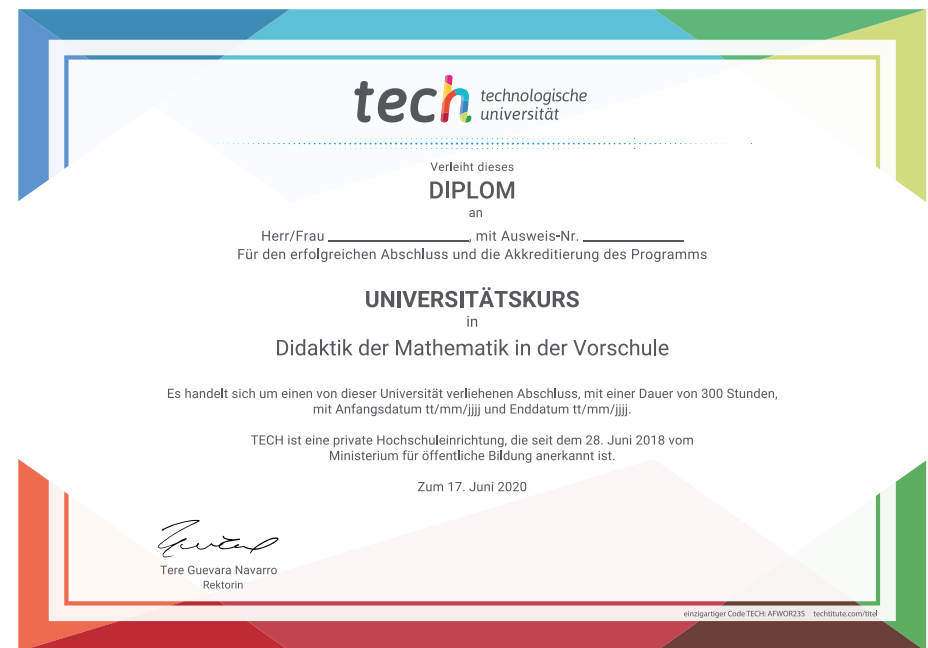 tech technologische
universität
Verleiht dieses
DIPLOM
an
Herr/Frau ____________, mit Ausweis-Nr. ____________
Für den erfolgreichen Abschluss und die Akkreditierung des Programms
UNIVERSITÄTSKURS
in
Didaktik der Mathematik in der Vorschule
Es handelt sich um einen von dieser Universität verliehenen Abschluss, mit einer Dauer von 300 Stunden,
mit Anfangsdatum tt/mm/jjjj und Enddatum tt/mm/jjjj.
TECH ist eine private Hochschuleinrichtung, die seit dem 28. Juni 2018 vom
Ministerium für öffentliche Bildung anerkannt ist.
Zum 17. Juni 2020
Tere Guevara Navarro
Rektorin
einzigartiger Code TECH: AFWOR23S techtitute.com/titel